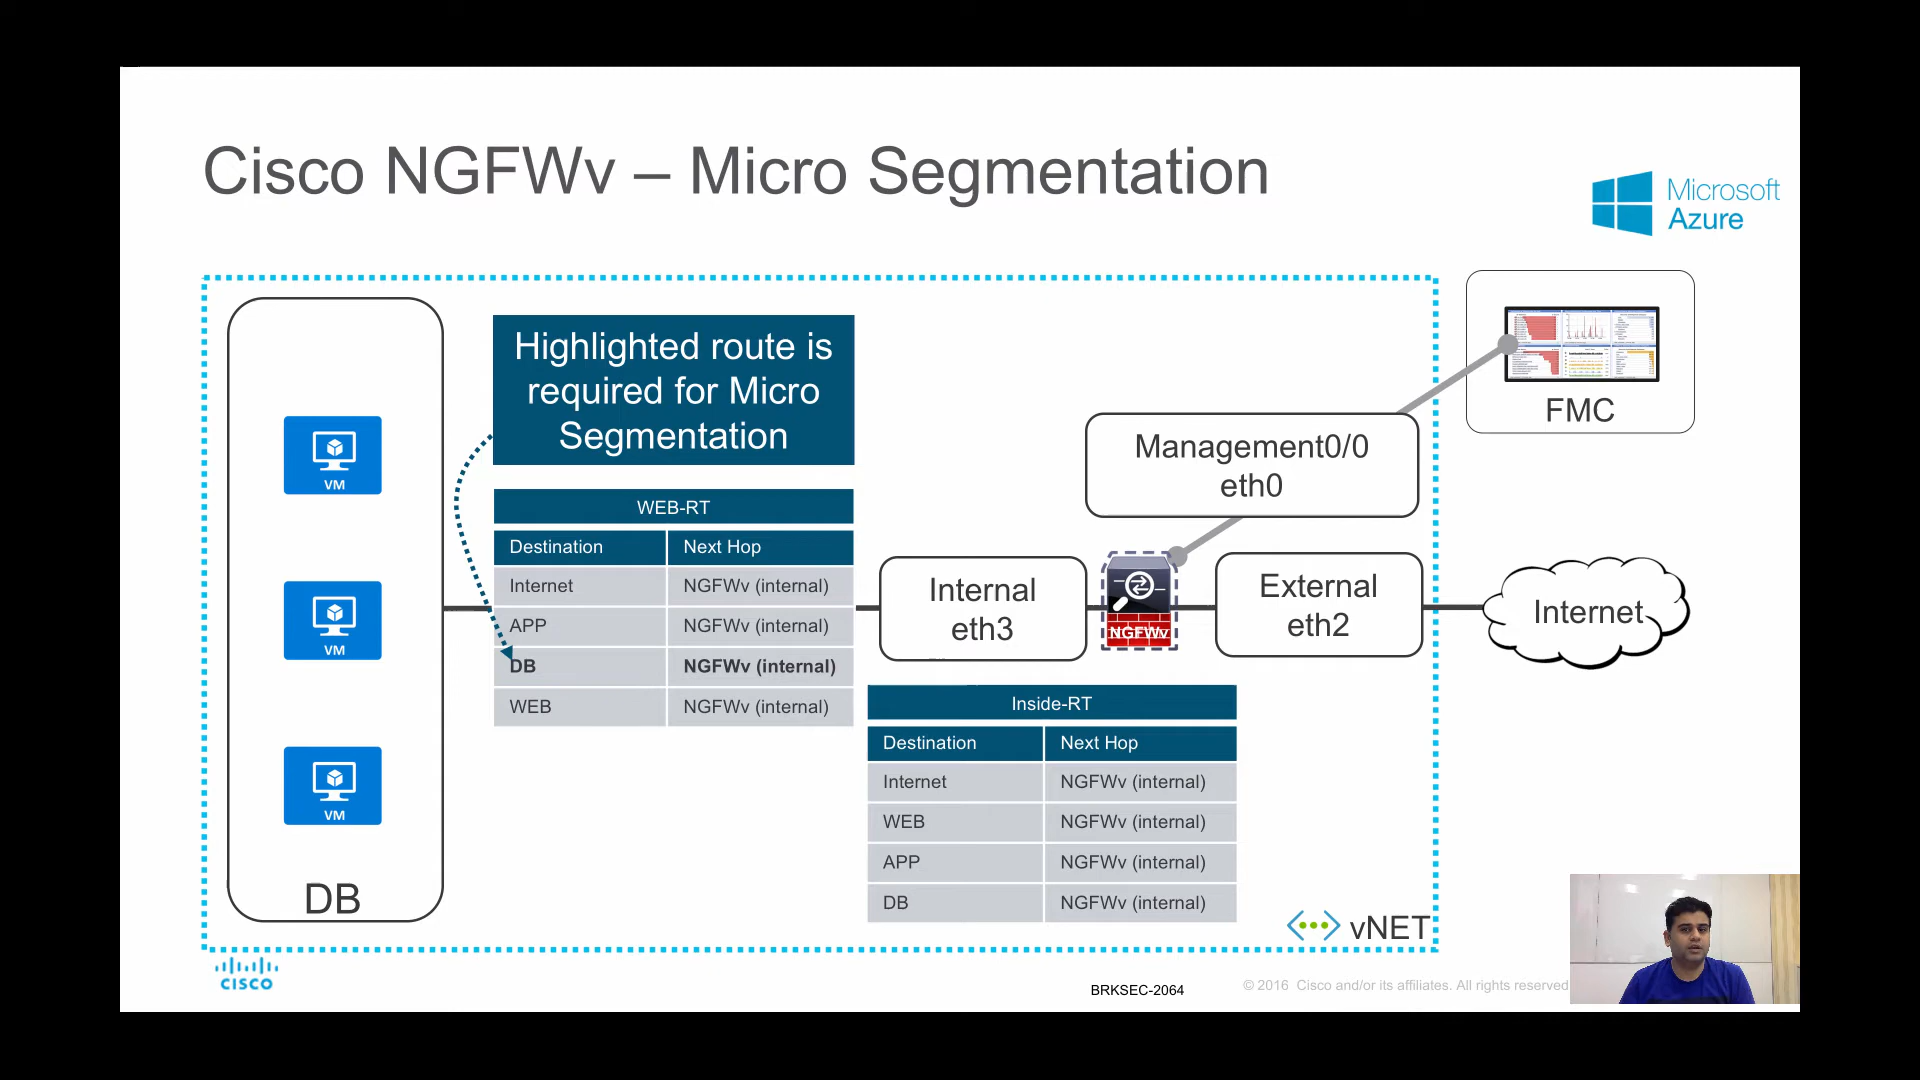 Cisco NGFWv – Micro Segmentation
Microsoft
Azure
Highlighted route is
required for Micro
Segmentation
VM
VM
VM
DB
WEB-RT
Destination Next Hop
Internet NGFWv (internal)
APP NGFWv (internal)
DB NGFWv (internal)
WEB NGFWv (internal)
Internal
eth3
NGFWv
Management0/0
eth0
External
eth2
FMC
Internet
Inside-RT
Destination Next Hop
Internet NGFWv (internal)
WEB NGFWv (internal)
APP NGFWv (internal)
DB NGFWv (internal)
vNET
CISCO
BRKSEC-2064
© 2016 Cisco and/or its affiliates. All rights reserved